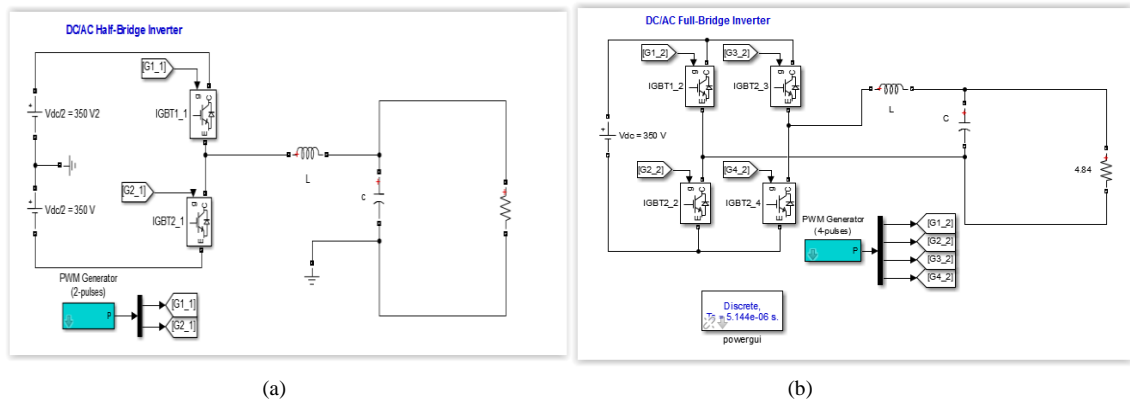 DC/AC Half-Bridge Inverter
[G1_1]
g
C
IGBT1_1
E
Vdc/2 = 350 V2
[G2_1]
g
C
IGBT2_1
E
Vdc/2 = 350 V
L
C
PWM Generator
(2-pulses)
P
[G1_1]
[G2_1]
(a)
DC/AC Full-Bridge Inverter
[G1_2]
[G3_2]
g
C
IGBT1_2
E
g
C
IGBT2_3
E
Vdc = 350 V
L
C
4.84
[G2_2]
[G4_2]
g
C
IGBT2_2
E
g
C
IGBT2_4
E
PWM Generator
(4-pulses)
P
[G1_2]
[G2_2]
[G3_2]
[G4_2]
Discrete,
Ts = 5.144e-06 s.
powergui
(b)